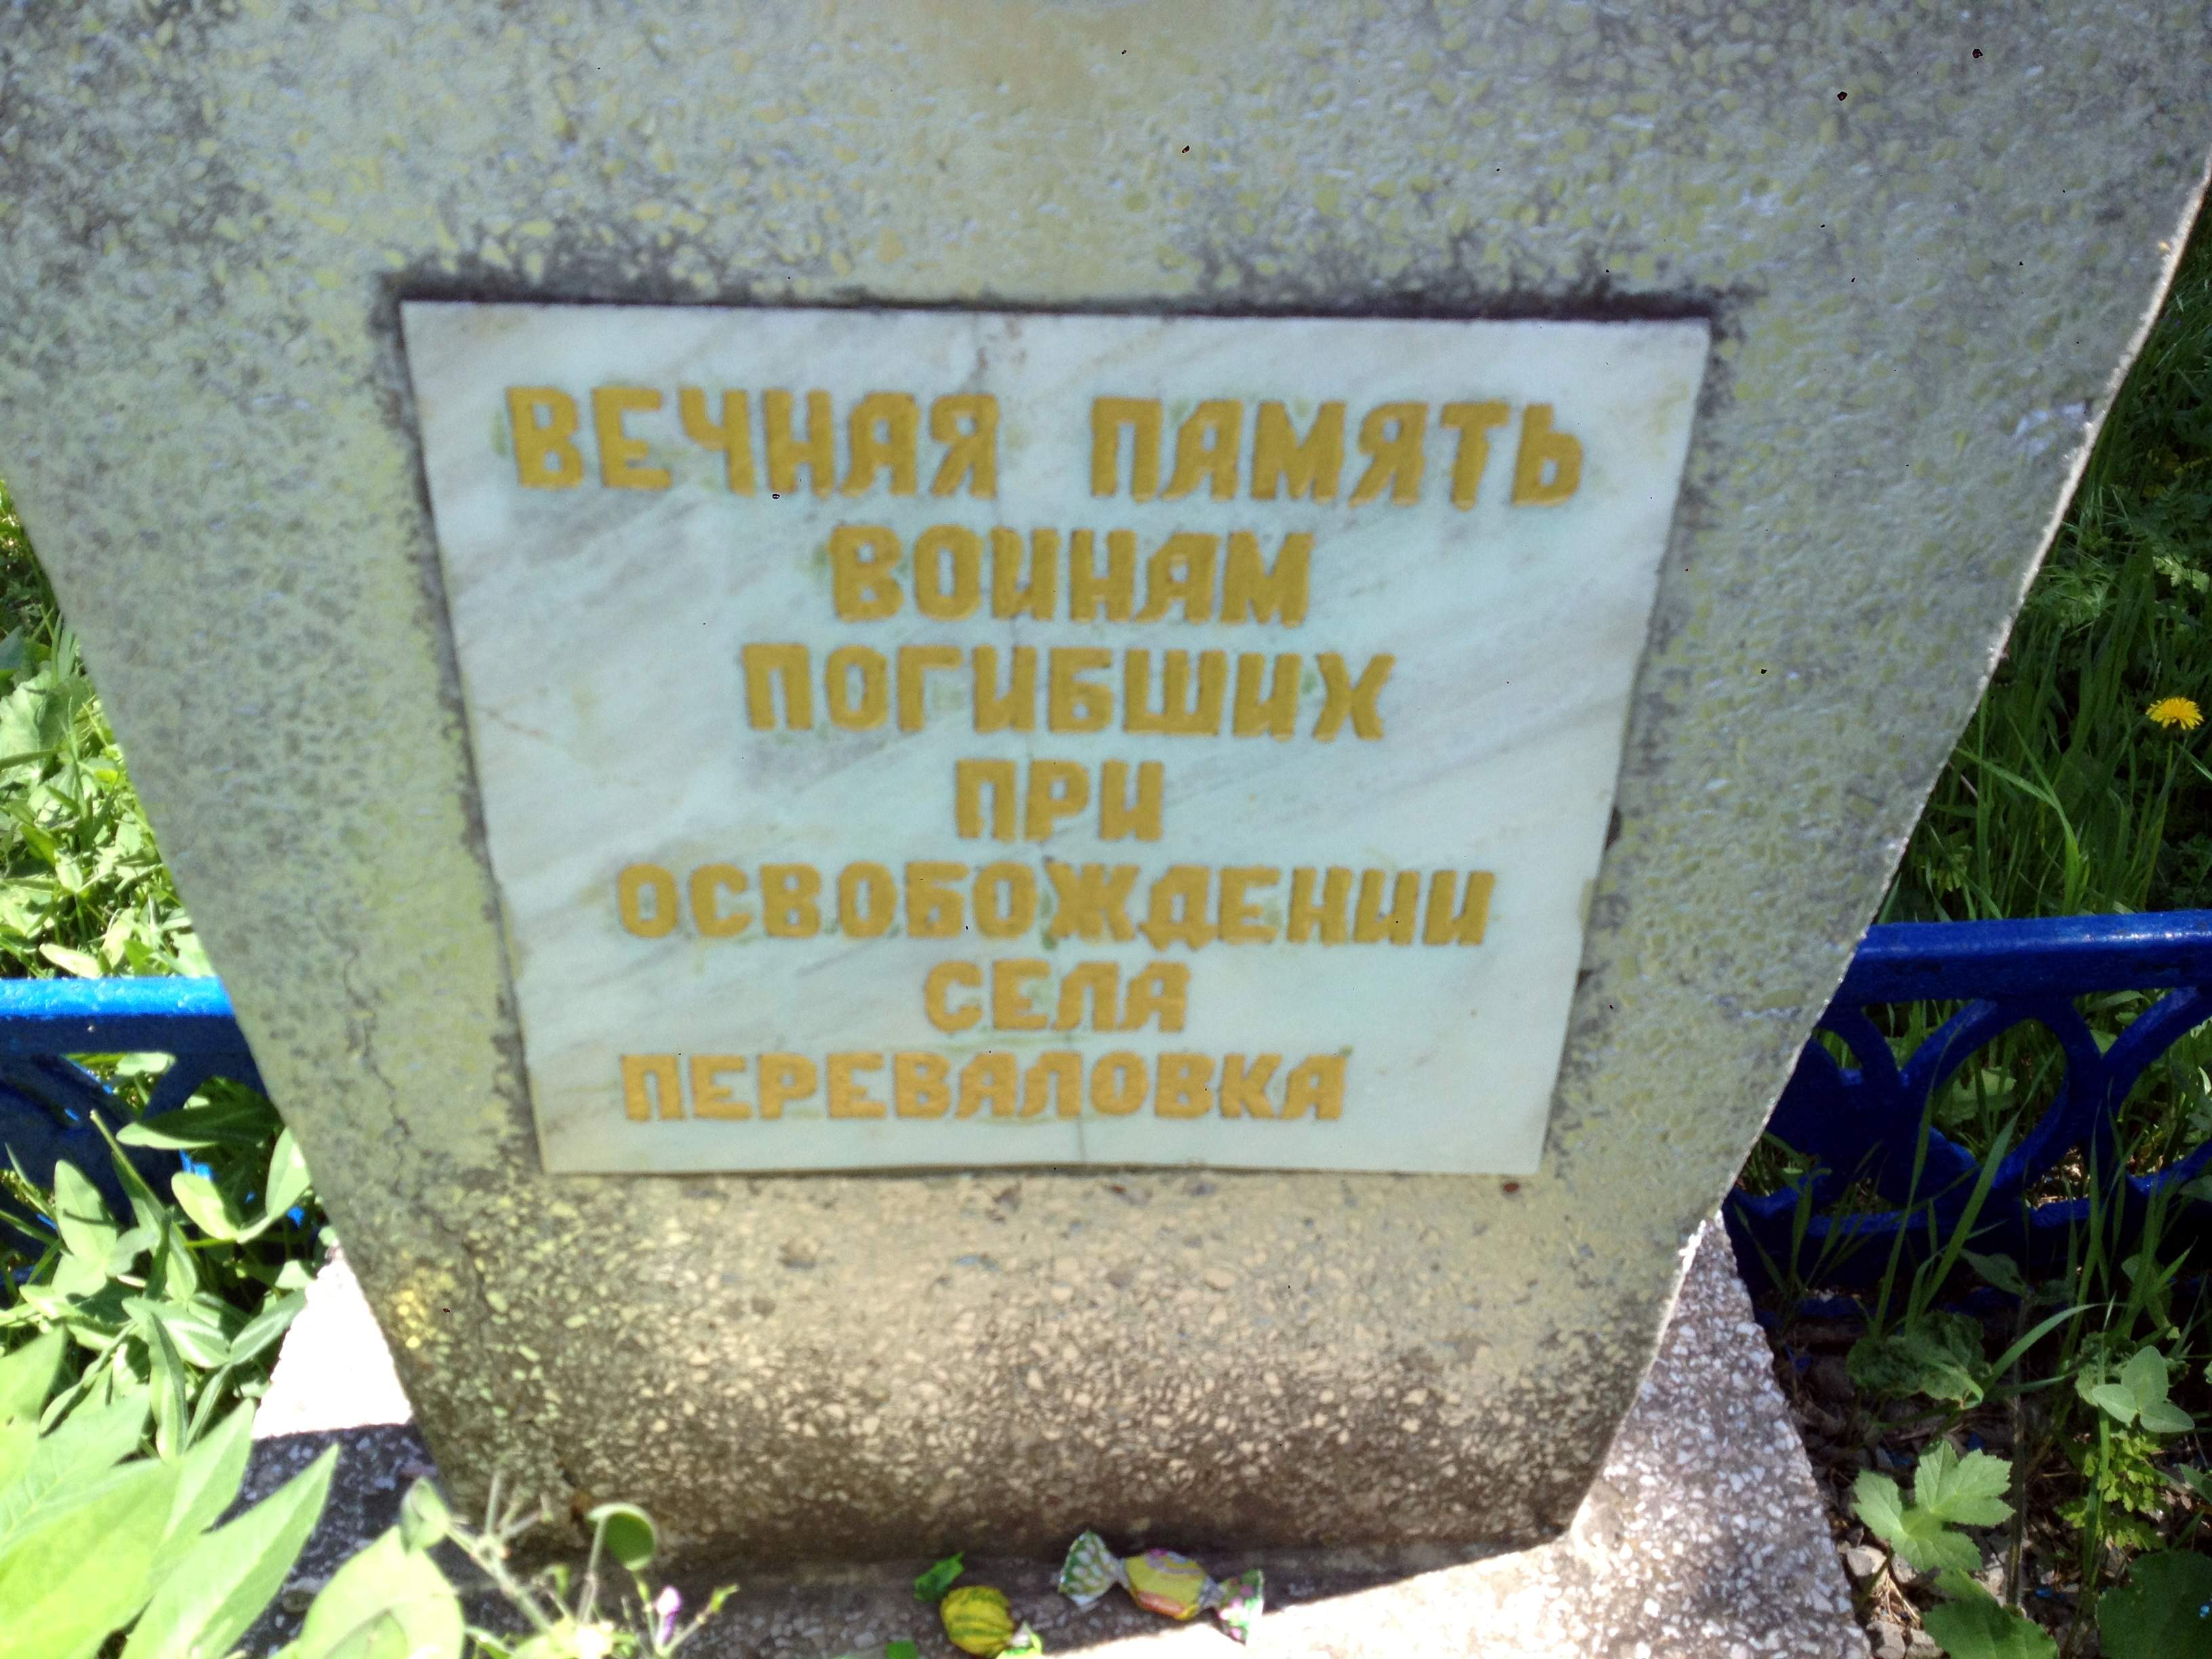 ВЕЧНАЯ ПАМЯТЬ
ВОИНАМ
ПОГИБШИХ
ПРИ
ОСВОБОЖДЕНИИ
СЕЛА
ПЕРЕВАЛОВКА